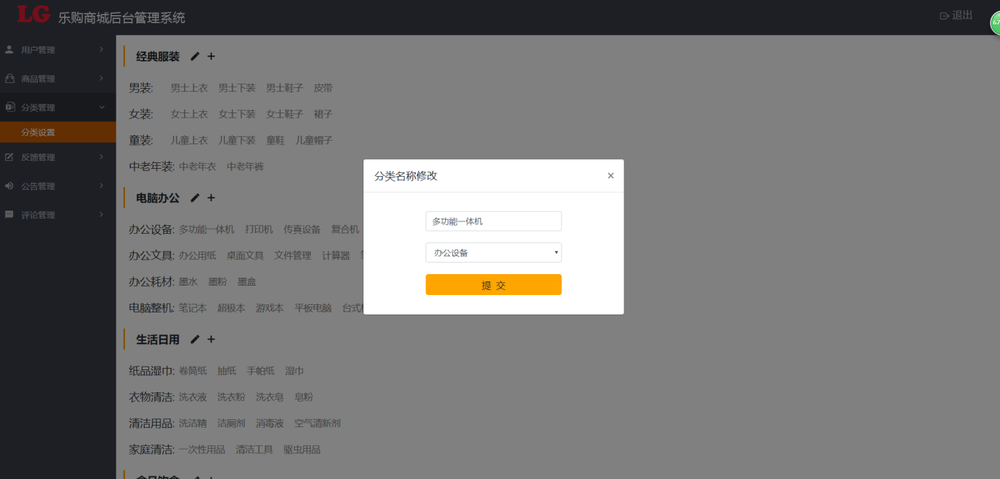 LG 乐购商城后台管理系统
退出
67
用户管理
商品管理
分类管理
分类设置
反馈管理
公告管理
评论管理
经典服装
男装: 男士上衣 男士下装 男士鞋子 皮带
女装: 女士上衣 女士下装 女士鞋子 裙子
童装: 儿童上衣 儿童下装 童鞋 儿童帽子
中老年装: 中老年衣 中老年裤
电脑办公
办公设备: 多功能一体机 打印机 传真设备 复合机
办公文具: 办公用纸 桌面文具 文件管理 计算器
办公耗材: 墨水 墨粉 墨盒
电脑整机: 笔记本 超极本 游戏本 平板电脑 台式
生活日用
纸品湿巾: 卷筒纸 抽纸 手帕纸 湿巾
衣物清洁: 洗衣液 洗衣粉 洗衣皂 皂粉
清洁用品: 洗洁精 洁厕剂 消毒液 空气清新剂
家庭清洁: 一次性用品 清洁工具 驱虫用品
分类名称修改 ×
多功能一体机
办公设备
提 交